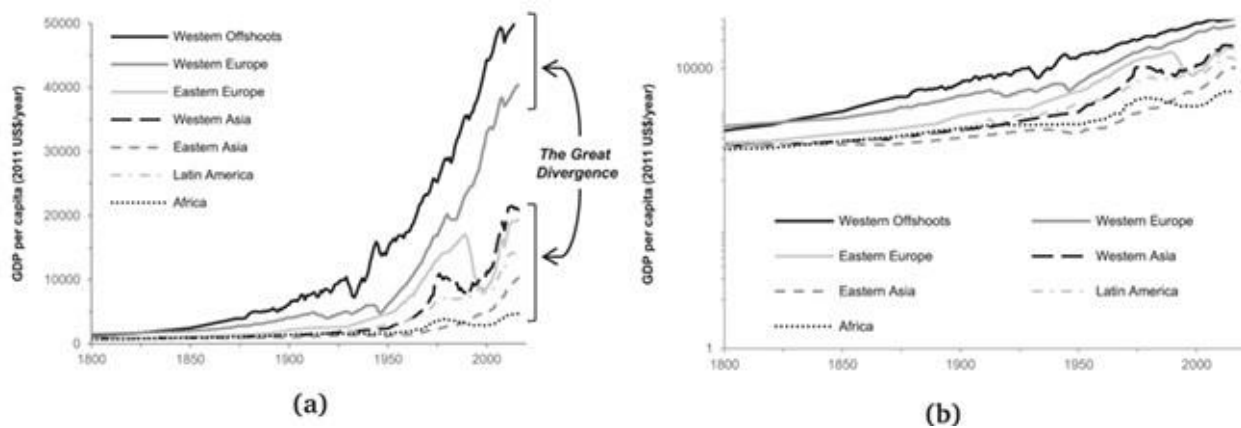 50000
40000
30000
20000
10000
0
GDP per capita (2011 US$/year)
Western Offshoots
Western Europe
Eastern Europe
Western Asia
Eastern Asia
Latin America
Africa
The Great
Divergence
1800
1850
1900
1950
2000
(a)
10000
1
GDP per capita (2011 US$/year)
Western Offshoots
Western Europe
Eastern Europe
Western Asia
Eastern Asia
Latin America
Africa
1800
1850
1900
1950
2000
(b)